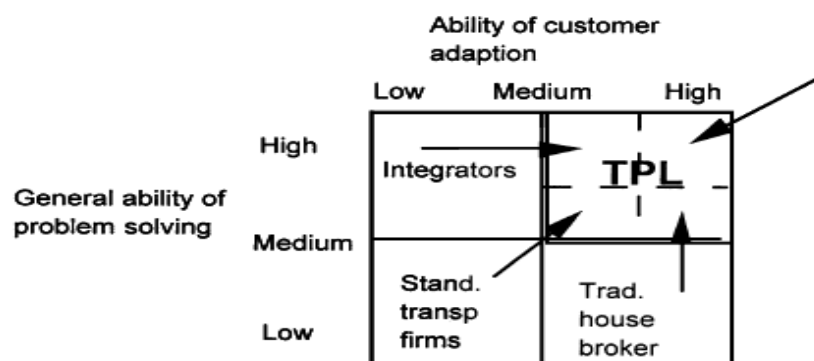 Ability of customer
adaption
Low Medium High
High
Integrators
TPL
General ability of
problem solving
Medium
Stand.
transp
firms
Trad.
house
broker
Low